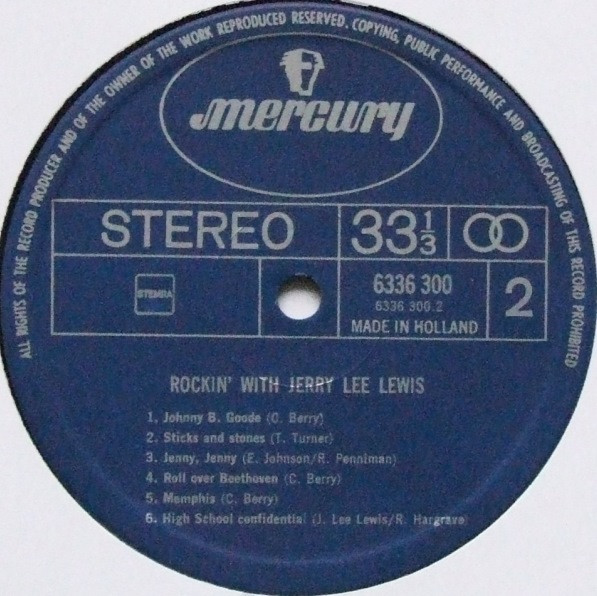 ALL RIGHTS OF THE RECORD PRODUCER AND OF THE OWNER OF THE WORK REPRODUCED RESERVED. COPYING, PUBLIC PERFORMANCE AND BROADCASTING OF THIS RECORD PROHIBITED
mercury
STEREO 33⅓
STEMRA
6336 300
6336 300.2
MADE IN HOLLAND
2
ROCKIN' WITH JERRY LEE LEWIS
1. Johnny B. Goode (C. Berry)
2. Sticks and stones (T. Turner)
3. Jenny, Jenny (E. Johnson/R. Penniman)
4. Roll over Beethoven (C. Berry)
5. Memphis (C. Berry)
6. High School confidential (J. Lee Lewis/R. Hargrave)